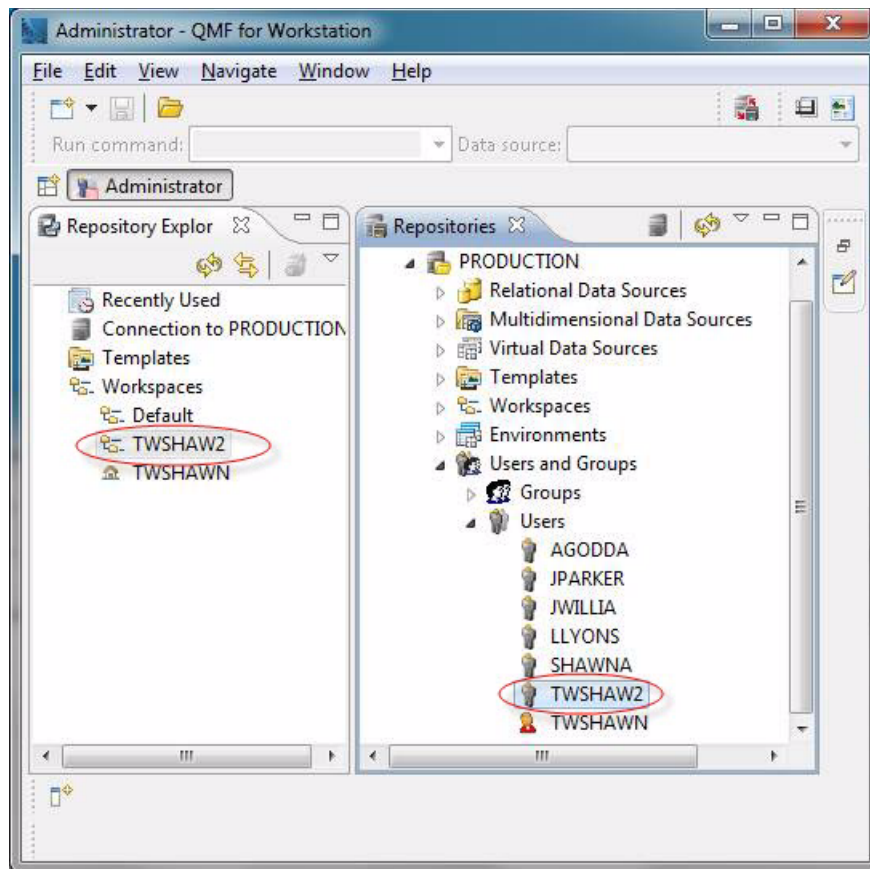 Administrator - QMF for Workstation
File Edit View Navigate Window Help
Run command:
Data source:
Administrator
Repository Explor
Recently Used
Connection to PRODUCTION
Templates
Workspaces
Default
TWSHAW2
TWSHAWN
Repositories
PRODUCTION
Relational Data Sources
Multidimensional Data Sources
Virtual Data Sources
Templates
Workspaces
Environments
Users and Groups
Groups
Users
AGODDA
JPARKER
JWILLIA
LLYONS
SHAWNA
TWSHAW2
TWSHAWN